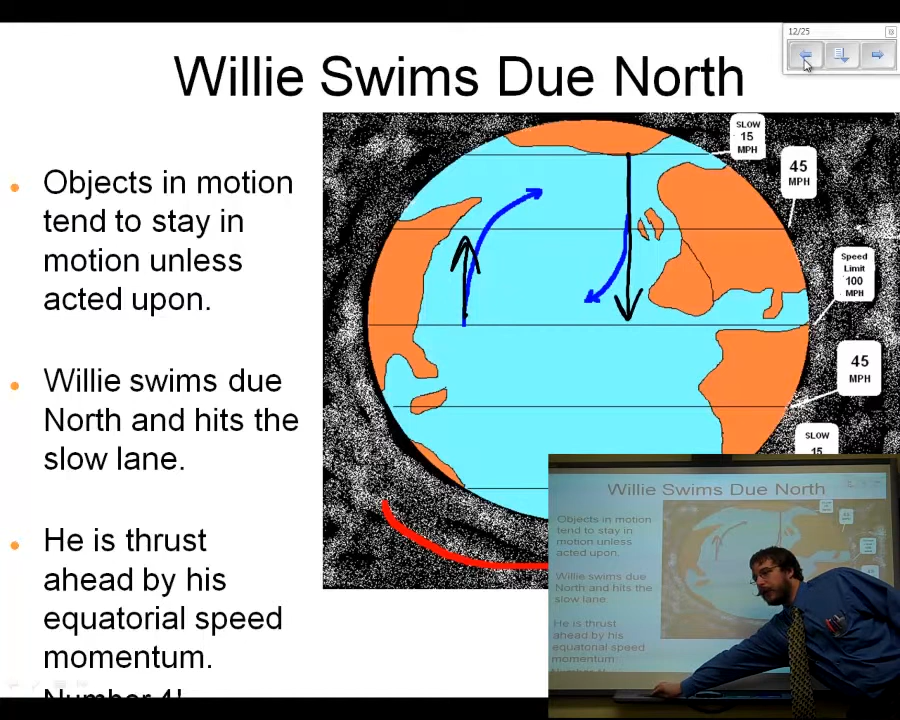 12/25
Willie Swims Due North
Objects in motion
tend to stay in
motion unless
acted upon.
Willie swims due
North and hits the
slow lane.
He is thrust
ahead by his
equatorial speed
momentum.
Number 4!
SLOW
15
MPH
45
MPH
Speed
Limit
100
MPH
45
MPH
SLOW
15
Willie Swims Due North
Objects in motion
tend to stay in
motion unless
acted upon.
Willie swims due
North and hits the
slow lane.
He is thrust
ahead by his
equatorial speed
momentum.